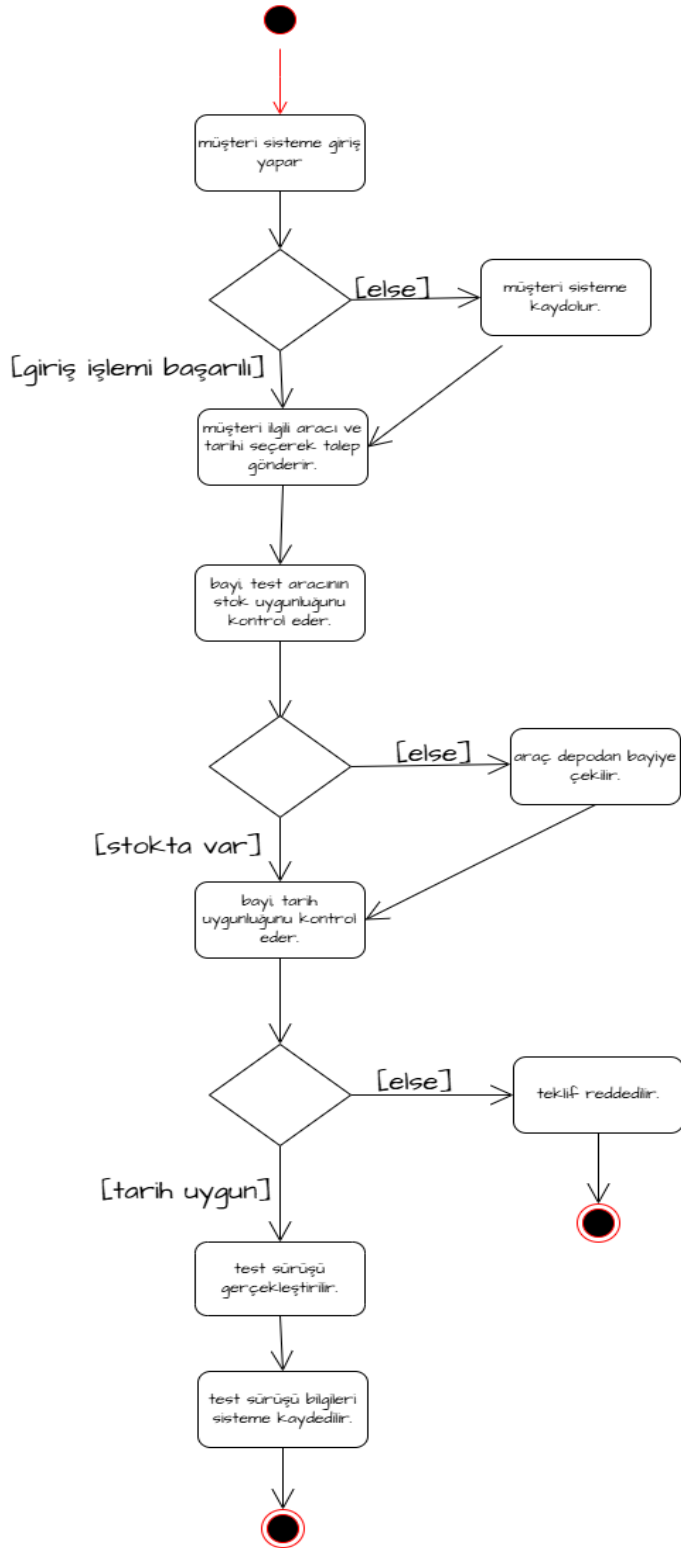 müşteri sisteme giriş
yapar
[else]
müşteri sisteme
kaydolur.
[giriş işlemi başarılı]
müşteri ilgili aracı ve
tarihi seçerek talep
gönderir.
bayi, test aracının
stok uygunluğunu
kontrol eder.
[else]
araç depodan bayiye
çekilir.
[stokta var]
bayi, tarih
uygunluğunu kontrol
eder.
[else]
teklif reddedilir.
[tarih uygun]
test sürüşü
gerçekleştirilir.
test sürüşü bilgileri
sisteme kaydedilir.